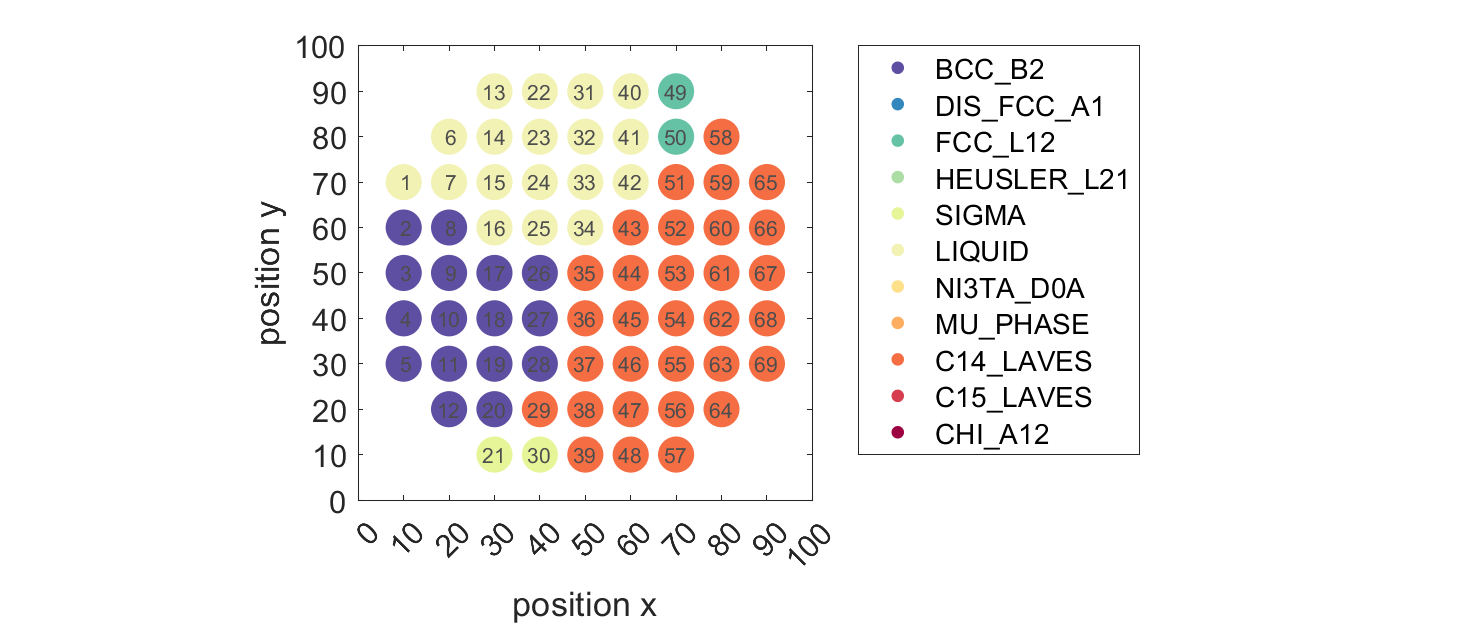 100
90 13 22 31 40 49
80 6 14 23 32 41 50 58
70 1 7 15 24 33 42 51 59 65
60 2 8 16 25 34 43 52 60 66
50 3 9 17 26 35 44 53 61 67
40 4 10 18 27 36 45 54 62 68
30 5 11 19 28 37 46 55 63 69
20 12 20 29 38 47 56 64
10 21 30 39 48 57
0
position y
0 10 20 30 40 50 60 70 80 90 100
position x
BCC_B2
DIS_FCC_A1
FCC_L12
HEUSLER_L21
SIGMA
LIQUID
NI3TA_D0A
MU_PHASE
C14_LAVES
C15_LAVES
CHI_A12